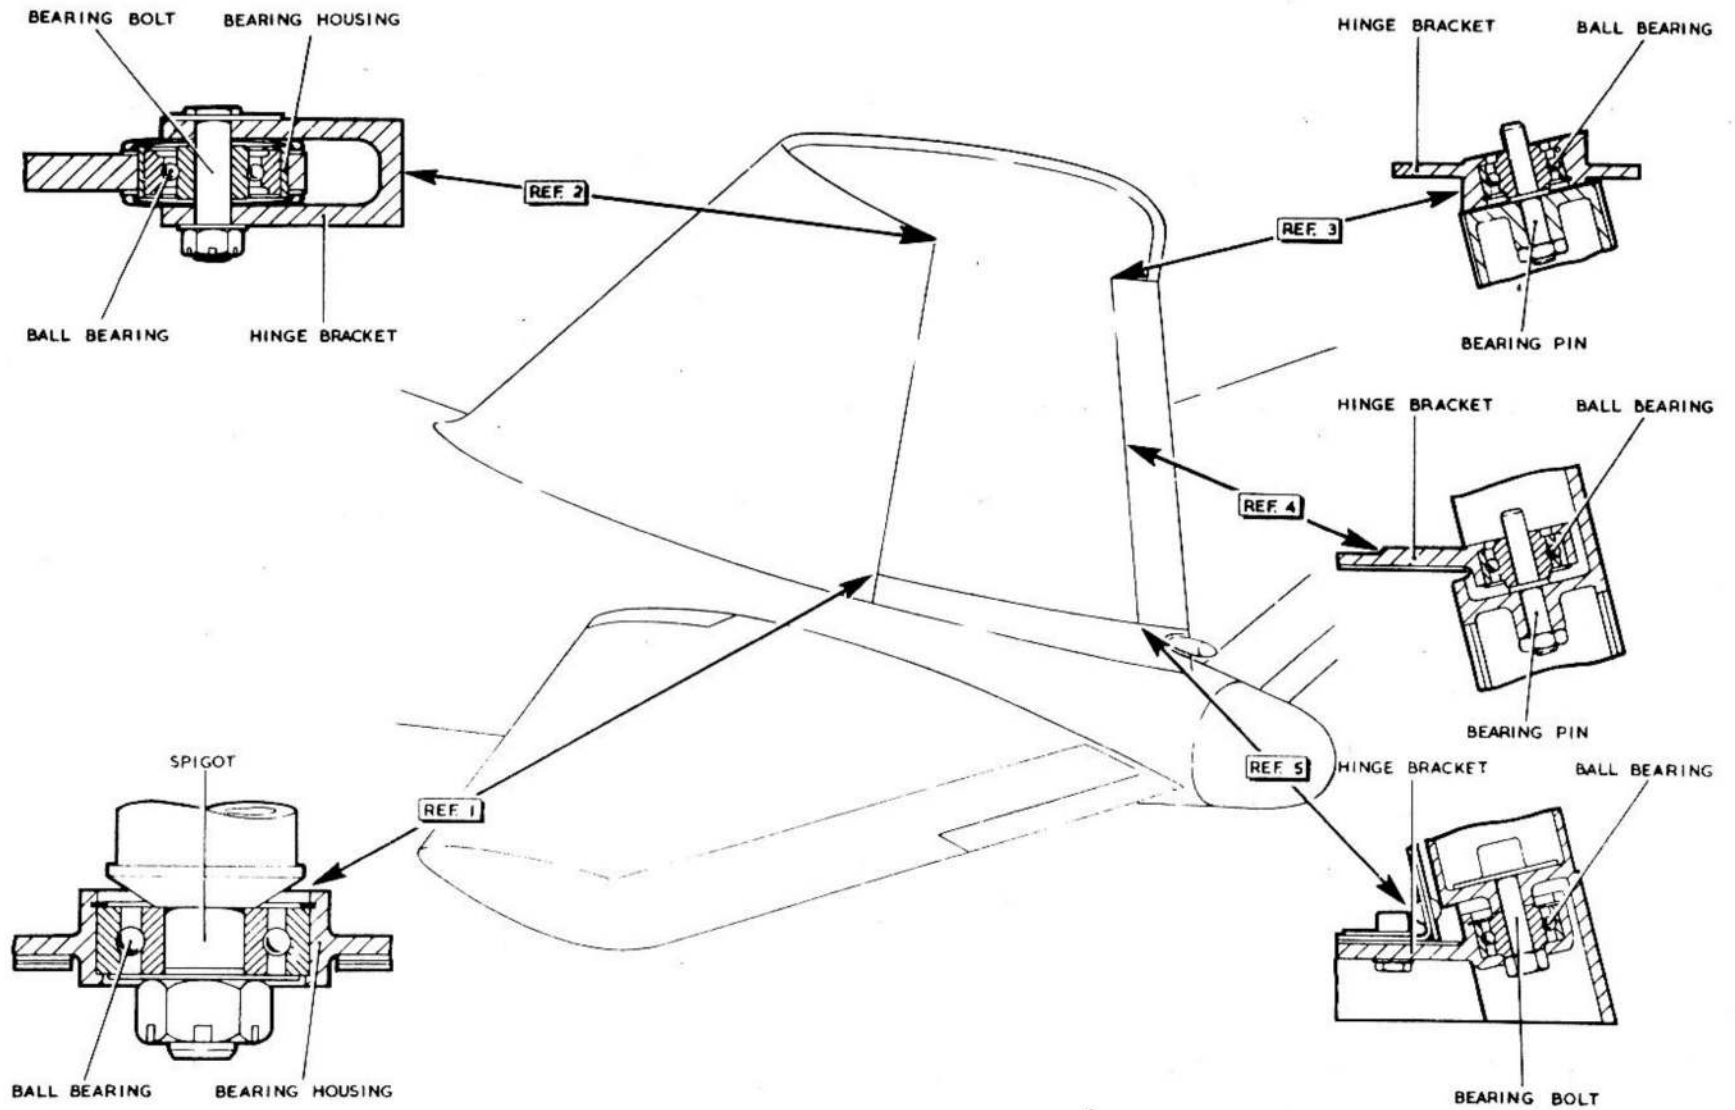 BEARING BOLT
BEARING HOUSING
REF. 2
BALL BEARING
HINGE BRACKET
HINGE BRACKET
BALL BEARING
REF. 3
BEARING PIN
HINGE BRACKET
BALL BEARING
REF. 4
BEARING PIN
SPIGOT
REF. 1
BALL BEARING
BEARING HOUSING
REF. 5
HINGE BRACKET
BALL BEARING
BEARING BOLT